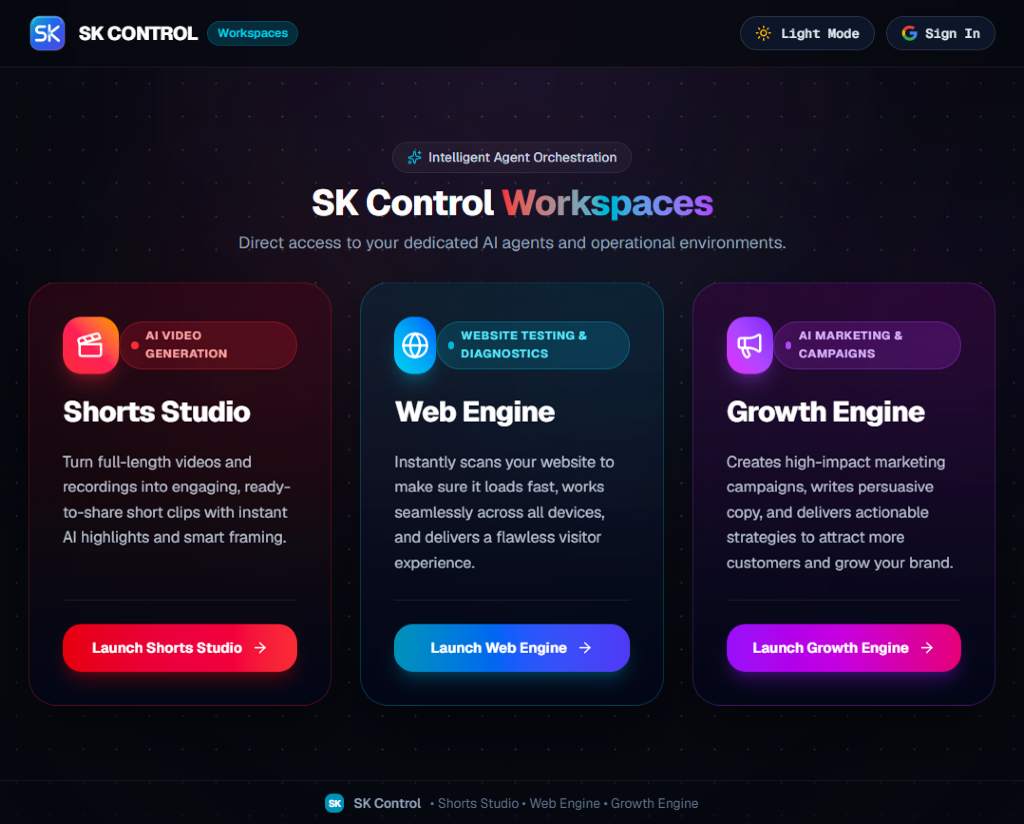 SK SK CONTROL Workspaces
Light Mode
Sign In
Intelligent Agent Orchestration
SK Control Workspaces
Direct access to your dedicated AI agents and operational environments.
AI VIDEO
GENERATION
Shorts Studio
Turn full-length videos and
recordings into engaging, ready-
to-share short clips with instant
AI highlights and smart framing.
Launch Shorts Studio →
WEBSITE TESTING &
DIAGNOSTICS
Web Engine
Instantly scans your website to
make sure it loads fast, works
seamlessly across all devices,
and delivers a flawless visitor
experience.
Launch Web Engine →
AI MARKETING &
CAMPAIGNS
Growth Engine
Creates high-impact marketing
campaigns, writes persuasive
copy, and delivers actionable
strategies to attract more
customers and grow your brand.
Launch Growth Engine →
SK SK Control • Shorts Studio • Web Engine • Growth Engine